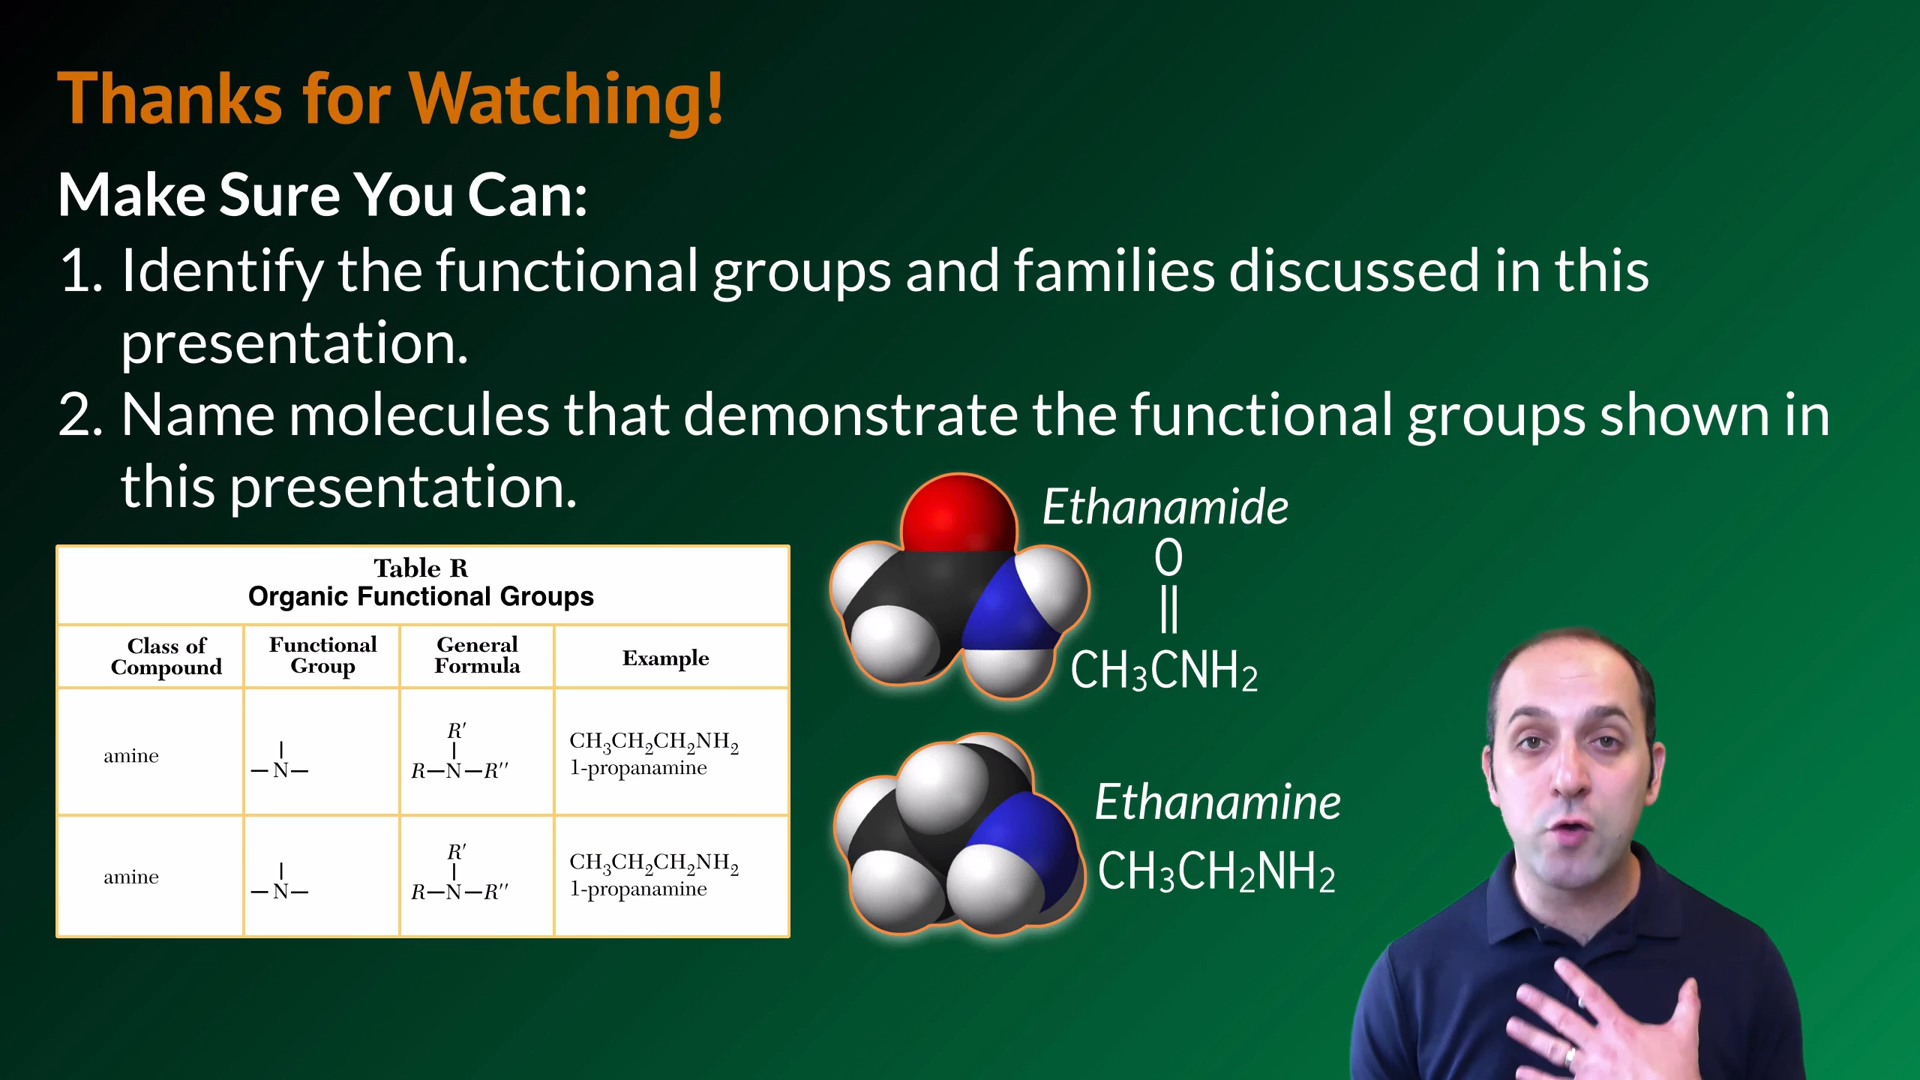 Thanks for Watching!
Make Sure You Can:
1. Identify the functional groups and families discussed in this
presentation.
2. Name molecules that demonstrate the functional groups shown in
this presentation.
Table R
Organic Functional Groups
Class of
Compound
Functional
Group
General
Formula
Example
amine
|
–N–
R′
|
R–N–R′′
CH₃CH₂CH₂NH₂
1-propanamine
amine
|
–N–
R′
|
R–N–R′′
CH₃CH₂CH₂NH₂
1-propanamine
Ethanamide
O
||
CH₃CNH₂
Ethanamine
CH₃CH₂NH₂